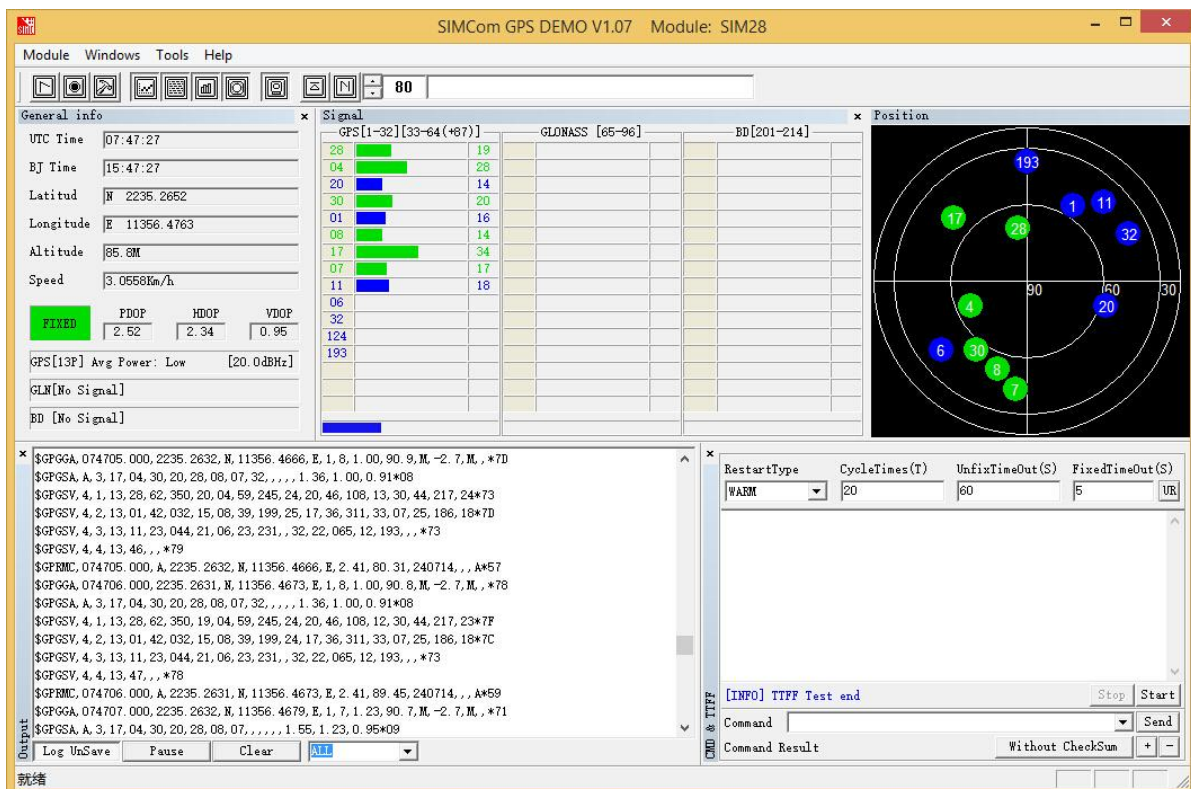 SIMCom GPS DEMO V1.07 Module: SIM28
Module Windows Tools Help
80
General info
UTC Time 07:47:27
BJ Time 15:47:27
Latitud N 2235.2652
Longitude E 11356.4763
Altitude 85.8M
Speed 3.0558Km/h
FIXED
PDOP HDOP VDOP
2.52 2.34 0.95
GPS[13P] Avg Power: Low [20.0dBHz]
GLN[No Signal]
BD [No Signal]
Signal
GPS[1-32][33-64(+87)] GLONASS [65-96] BD[201-214]
28 19
04 28
20 14
30 20
01 16
08 14
17 34
07 17
11 18
06
32
124
193
Position
193
1 11
17
28
32
90 60 30
4
20
6 30
8
7
$GPGGA,074705.000,2235.2632,N,11356.4666,E,1,8,1.00,90.9,M,-2.7,M,,*7D
$GPGSA,A,3,17,04,30,20,28,08,07,32,,,,,1.36,1.00,0.91*08
$GPGSV,4,1,13,28,62,350,20,04,59,245,24,20,46,108,13,30,44,217,24*73
$GPGSV,4,2,13,01,42,032,15,08,39,199,25,17,36,311,33,07,25,186,18*7D
$GPGSV,4,3,13,11,23,044,21,06,23,231,,32,22,065,12,193,,,*73
$GPGSV,4,4,13,46,,,*79
$GPRMC,074705.000,A,2235.2632,N,11356.4666,E,2.41,80.31,240714,,,A*57
$GPGGA,074706.000,2235.2631,N,11356.4673,E,1,8,1.00,90.8,M,-2.7,M,,*78
$GPGSA,A,3,17,04,30,20,28,08,07,32,,,,,1.36,1.00,0.91*08
$GPGSV,4,1,13,28,62,350,19,04,59,245,24,20,46,108,12,30,44,217,23*7F
$GPGSV,4,2,13,01,42,032,15,08,39,199,24,17,36,311,33,07,25,186,18*7C
$GPGSV,4,3,13,11,23,044,21,06,23,231,,32,22,065,12,193,,,*73
$GPGSV,4,4,13,47,,,*78
$GPRMC,074706.000,A,2235.2631,N,11356.4673,E,2.41,89.45,240714,,,A*59
$GPGGA,074707.000,2235.2632,N,11356.4679,E,1,7,1.23,90.7,M,-2.7,M,,*71
$GPGSA,A,3,17,04,30,20,28,08,07,,,,,,1.55,1.23,0.95*09
Output
Log UnSave Pause Clear ALL
RestartType CycleTimes(T) UnfixTimeOut(S) FixedTimeOut(S)
WARM 20 60 5 UR
[INFO] TTFF Test end Stop Start
Command Send
Command Result Without CheckSum + -
CMD & TTFF
就绪